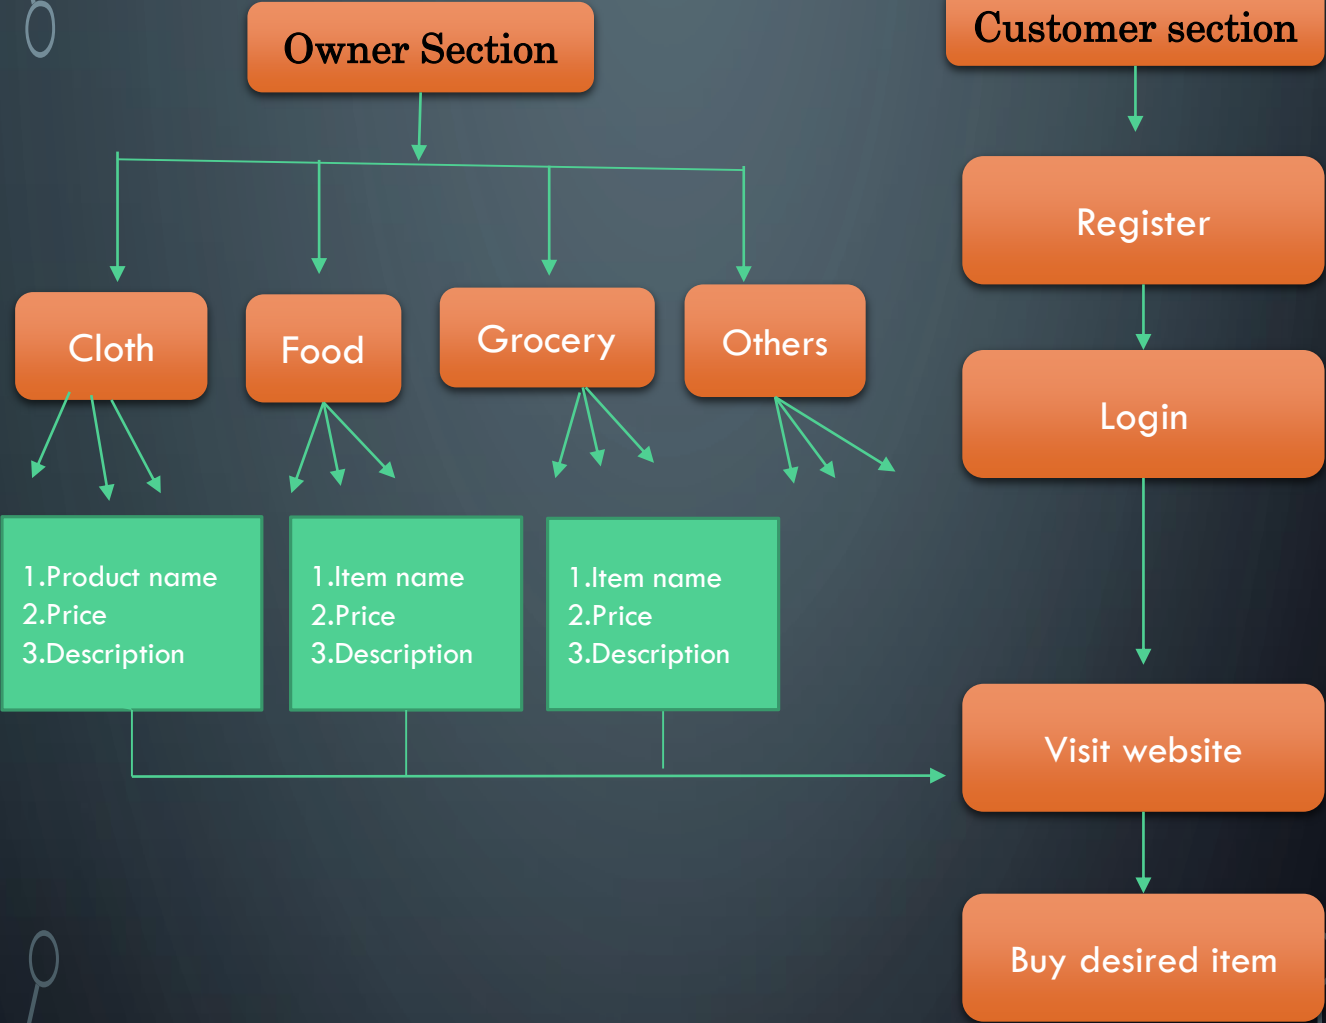 Owner Section
Customer section
Register
Cloth
Food
Grocery
Others
Login
1.Product name
2.Price
3.Description
1.Item name
2.Price
3.Description
1.Item name
2.Price
3.Description
Visit website
Buy desired item